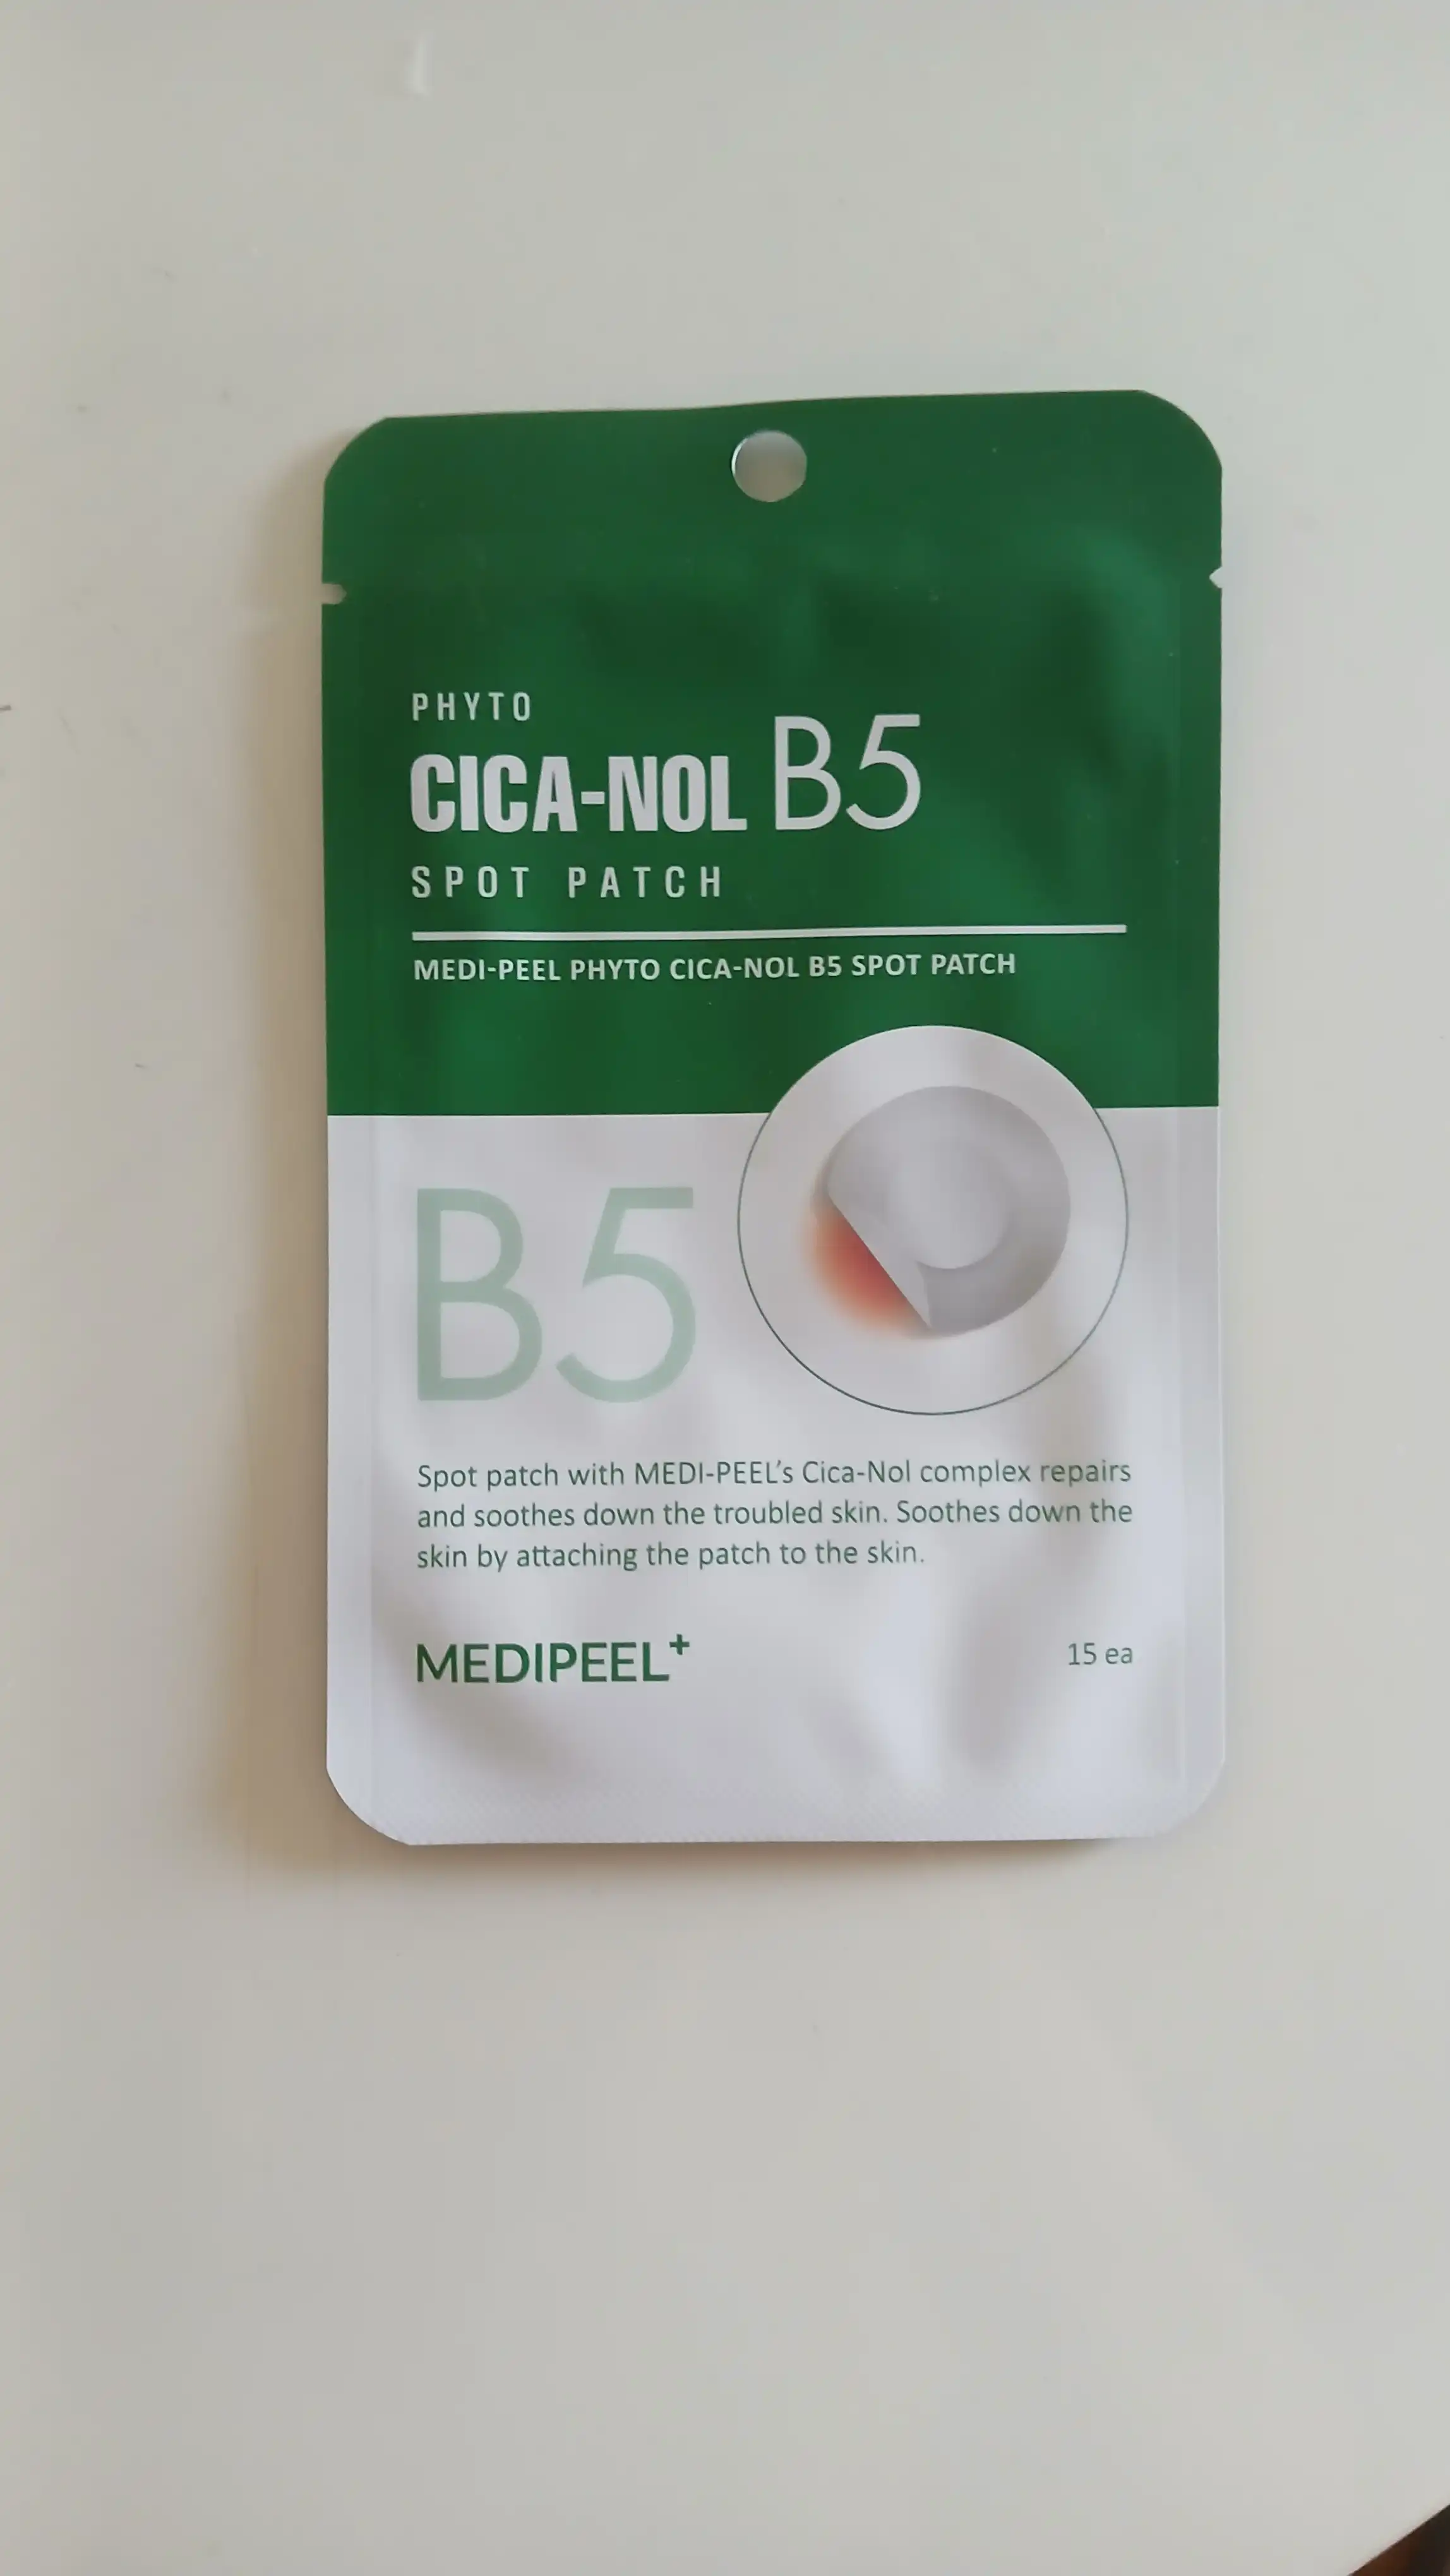 PHYTO
CICA-NOL B5
SPOT PATCH
MEDI-PEEL PHYTO CICA-NOL B5 SPOT PATCH
B5
Spot patch with MEDI-PEEL's Cica-Nol complex repairs
and soothes down the troubled skin. Soothes down the
skin by attaching the patch to the skin.
MEDIPEEL+
15 ea